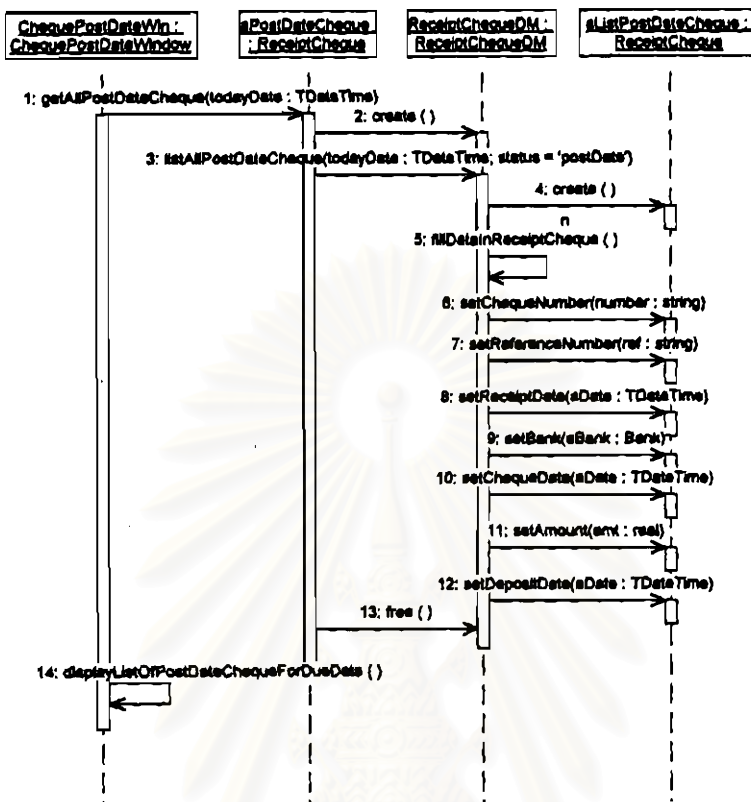 ChequePostDateWin :
ChequePostDateWindow
aPostDateCheque
: ReceiptCheque
ReceiptChequeDM :
ReceiptChequeDM
aListPostDateCheque :
ReceiptCheque
1: getAllPostDateCheque(todayDate : TDateTime)
2: create ( )
3: listAllPostDateCheque(todayDate : TDateTime; status = 'postDate')
4: create ( )
n
5: fillDataInReceiptCheque ( )
6: setChequeNumber(number : string)
7: setReferenceNumber(ref : string)
8: setReceiptDate(aDate : TDateTime)
9: setBank(aBank : Bank)
10: setChequeDate(aDate : TDateTime)
11: setAmount(amt : real)
12: setDepositDate(aDate : TDateTime)
13: free ( )
14: displayListOfPostDateChequeForDueDate ( )